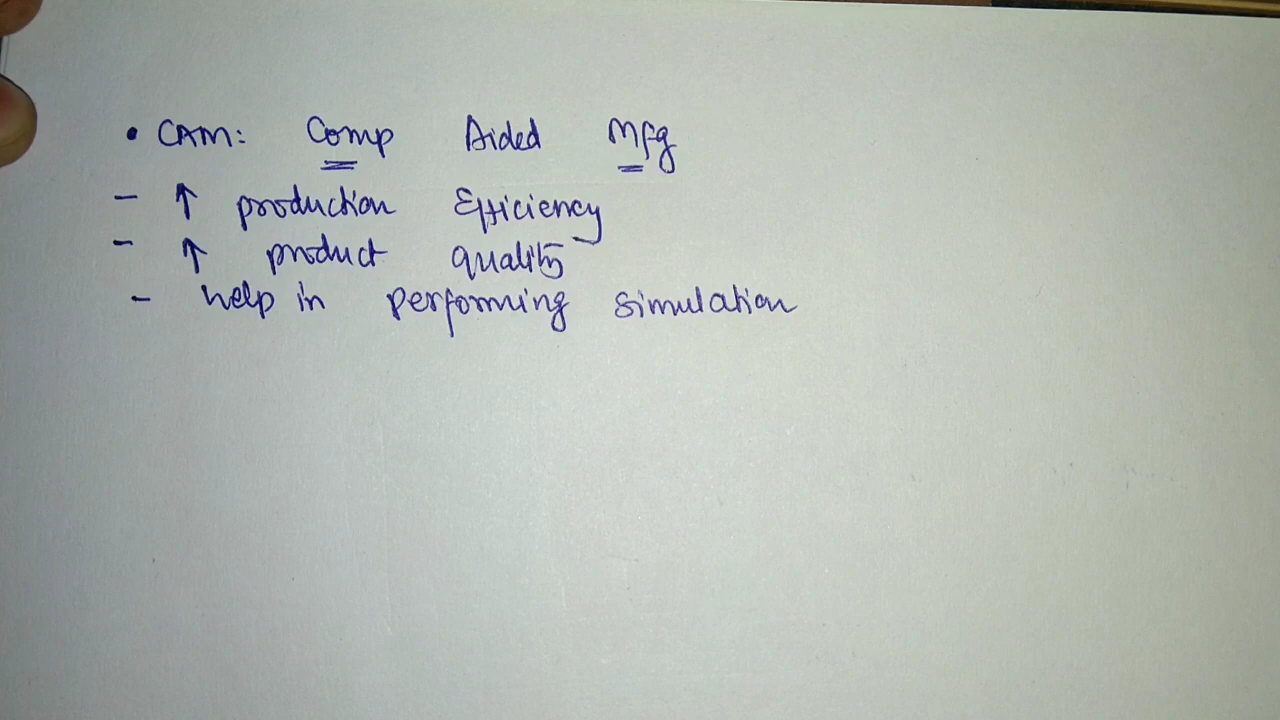 • CAM: Comp Aided Mfg
- ↑ production Efficiency
- ↑ product quality
- help in performing simulation